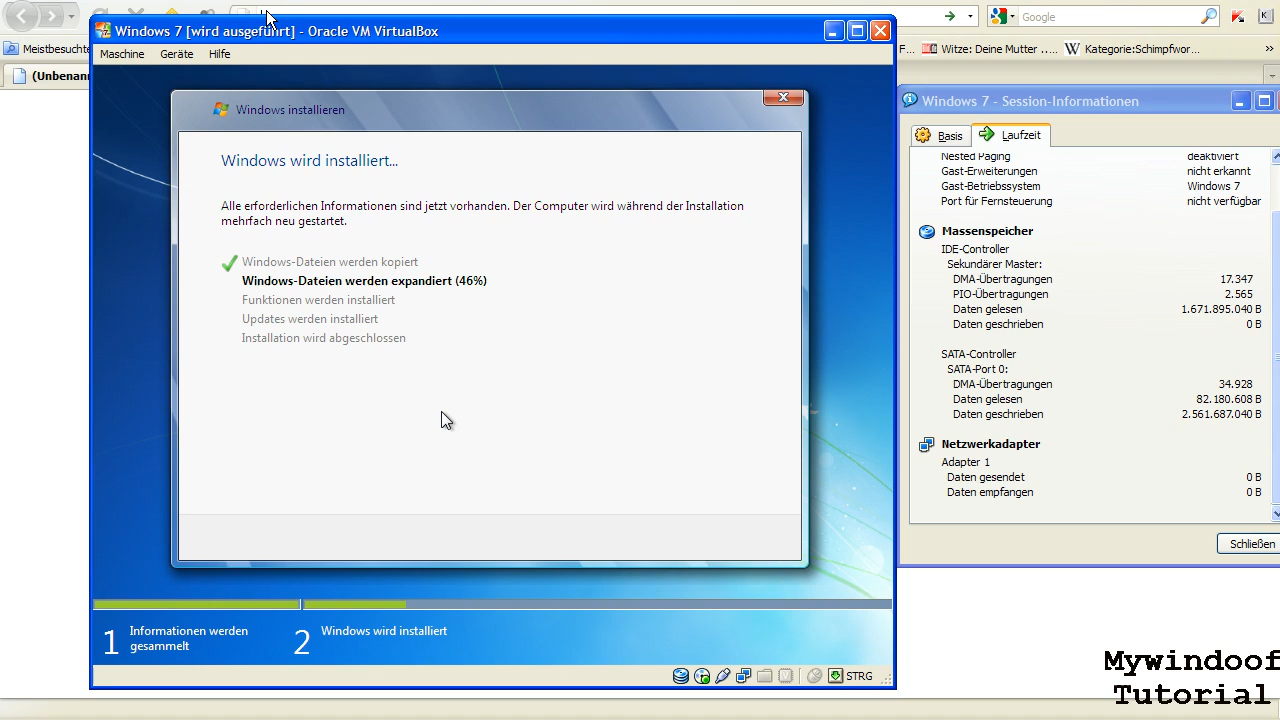 Windows 7 [wird ausgeführt] - Oracle VM VirtualBox
Maschine Geräte Hilfe
Google
Meistbesuchte
F... Witze: Deine Mutter ..... Kategorie:Schimpfwor... »
(Unbenann
Windows installieren
Windows wird installiert...
Alle erforderlichen Informationen sind jetzt vorhanden. Der Computer wird während der Installation
mehrfach neu gestartet.
Windows-Dateien werden kopiert
Windows-Dateien werden expandiert (46%)
Funktionen werden installiert
Updates werden installiert
Installation wird abgeschlossen
1 Informationen werden
gesammelt
2 Windows wird installiert
STRG
Windows 7 - Session-Informationen
Basis Laufzeit
Nested Paging deaktiviert
Gast-Erweiterungen nicht erkannt
Gast-Betriebssystem Windows 7
Port für Fernsteuerung nicht verfügbar
Massenspeicher
IDE-Controller
Sekundärer Master:
DMA-Übertragungen 17.347
PIO-Übertragungen 2.565
Daten gelesen 1.671.895.040 B
Daten geschrieben 0 B
SATA-Controller
SATA-Port 0:
DMA-Übertragungen 34.928
Daten gelesen 82.180.608 B
Daten geschrieben 2.561.687.040 B
Netzwerkadapter
Adapter 1
Daten gesendet 0 B
Daten empfangen 0 B
Schließen
Mywindoof
Tutorial